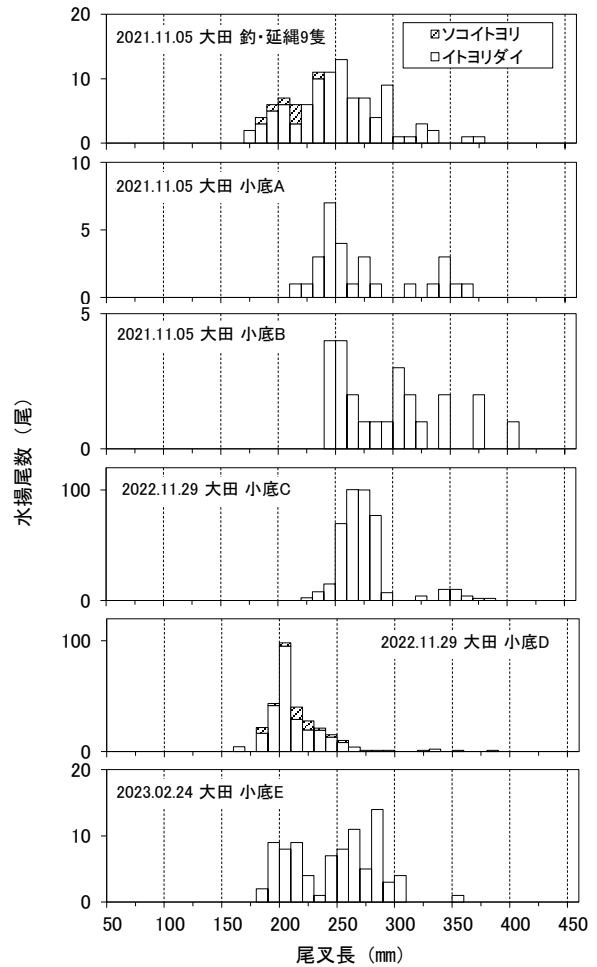 20
10
0
2021.11.05 大田 釣・延縄9隻
ソコイトヨリ
イトヨリダイ
10
5
0
2021.11.05 大田 小底A
5
0
2021.11.05 大田 小底B
100
0
2022.11.29 大田 小底C
100
0
2022.11.29 大田 小底D
20
10
0
2023.02.24 大田 小底E
50 100 150 200 250 300 350 400 450
尾叉長 (mm)
水揚尾数 (尾)